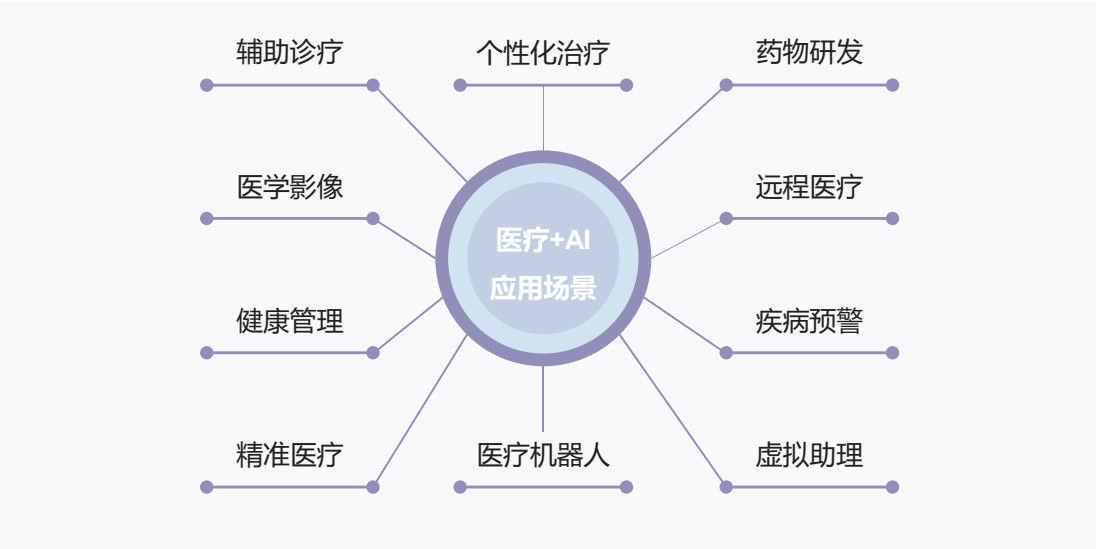 辅助诊疗
个性化治疗
药物研发
医学影像
远程医疗
医疗+AI
应用场景
健康管理
疾病预警
精准医疗
医疗机器人
虚拟助理